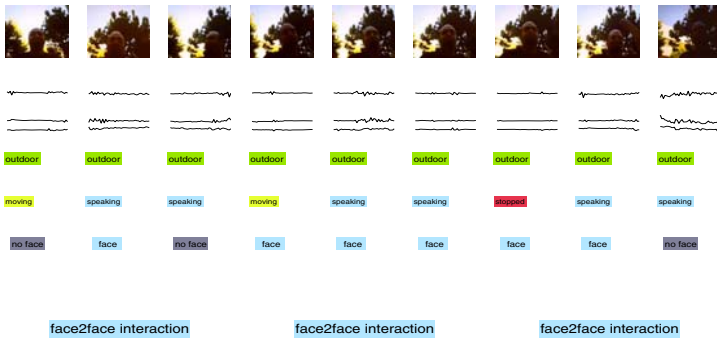 outdoor outdoor outdoor outdoor outdoor outdoor outdoor outdoor outdoor
moving speaking speaking moving speaking speaking stopped speaking speaking
no face face no face face face face face face no face
face2face interaction face2face interaction face2face interaction